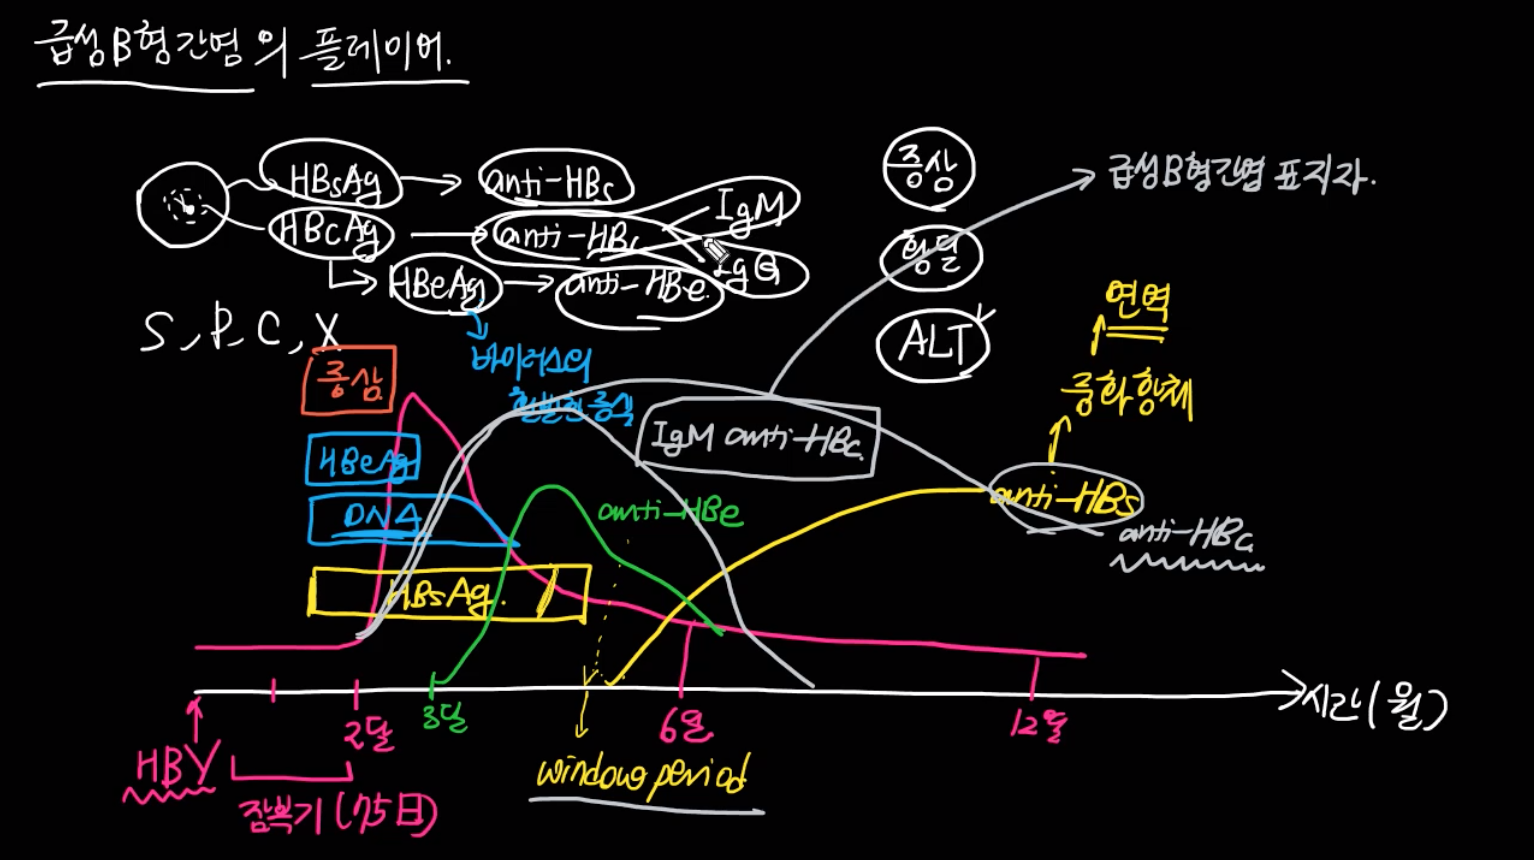 급성B형간염의 플레이어.
HBsAg → anti-HBs
HBcAg → anti-HBc
IgM
IgG
HBeAg → anti-HBe.
S, P, C, X
바이러스의
활발한 증식
증상
황달
ALT
급성B형간염 표지자.
면역
중화항체
증상
HBeAg
DNA
HBsAg.
IgM anti-HBc
anti-HBe
anti-HBs
anti-HBc
HBV
잠복기(75日)
2달
3달
6월
12월
시간(월)
window period